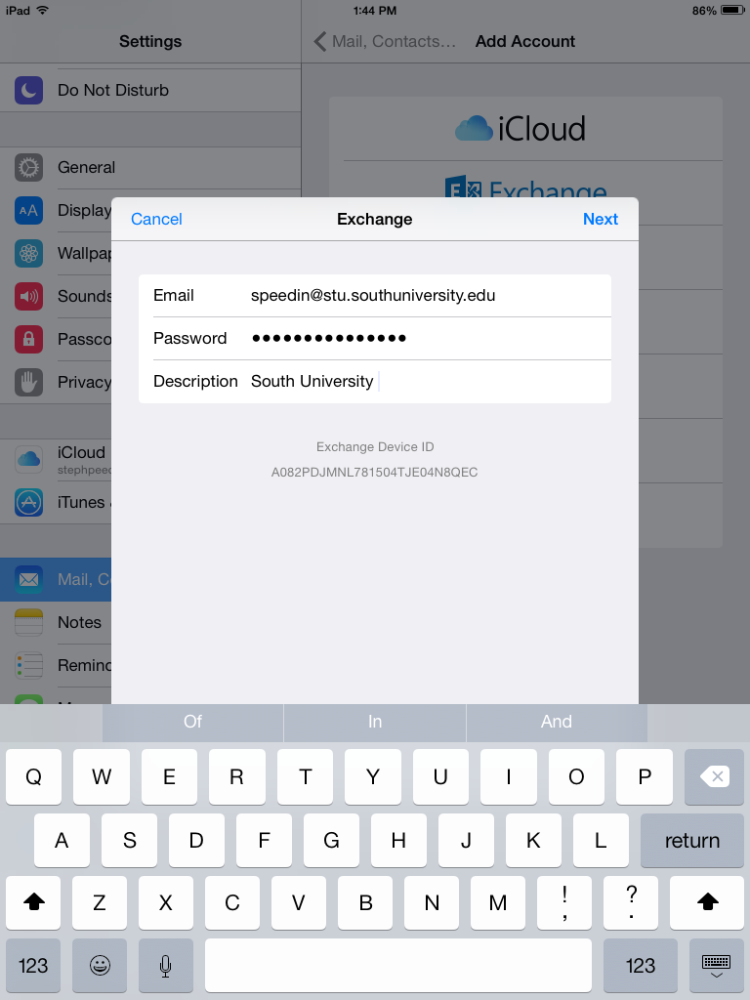 iPad 1:44 PM 86%
Settings
Mail, Contacts... Add Account
Do Not Disturb
iCloud
General
Exchange
Display
Wallpap
Sounds
Passco
Privacy
iCloud
stephpeed
iTunes
Mail, Co
Notes
Remind
Cancel Exchange Next
Email speedin@stu.southuniversity.edu
Password ●●●●●●●●●●●●●●●
Description South University
Exchange Device ID
A082PDJMNL781504TJE04N8QEC
Of In And
Q W E R T Y U I O P
A S D F G H J K L return
Z X C V B N M ! , ? .
123 123